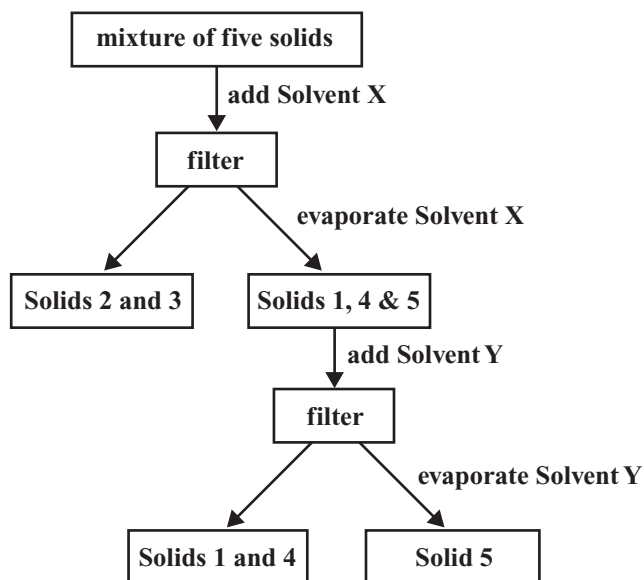 mixture of five solids
add Solvent X
filter
evaporate Solvent X
Solids 2 and 3
Solids 1, 4 & 5
add Solvent Y
filter
evaporate Solvent Y
Solids 1 and 4
Solid 5